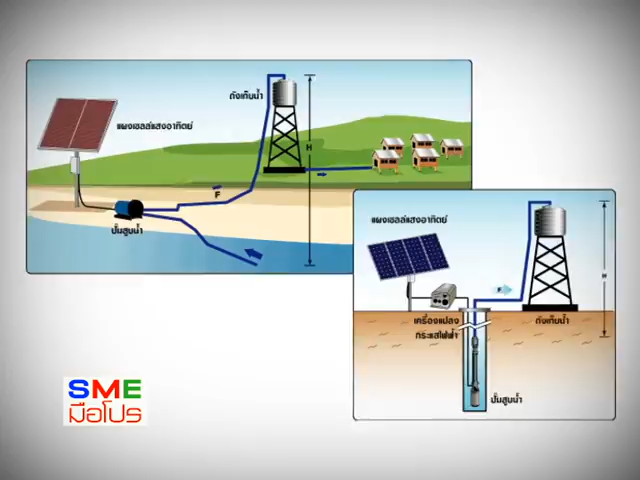 ถังเก็บน้ำ
แผงเซลล์แสงอาทิตย์
H
F
ปั๊มสูบน้ำ
แผงเซลล์แสงอาทิตย์
F
H
เครื่องแปลง
กระแสไฟฟ้า
ถังเก็บน้ำ
ปั๊มสูบน้ำ
SME
มือโปร